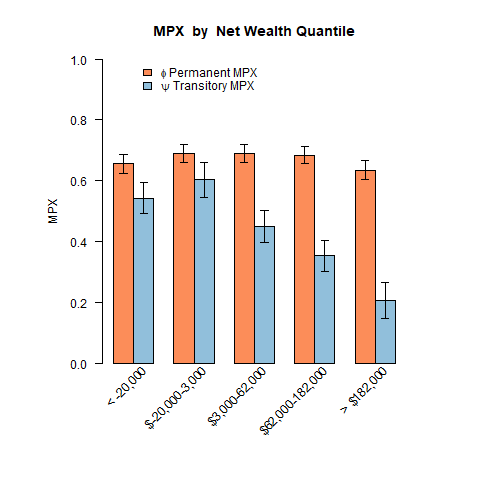 MPX by Net Wealth Quantile
ϕ Permanent MPX
ψ Transitory MPX
MPX
1.0
0.8
0.6
0.4
0.2
0.0
< -20,000
$-20,000-3,000
$3,000-62,000
$62,000-182,000
> $182,000